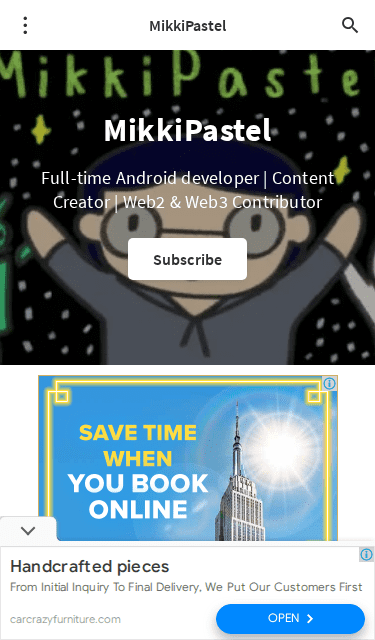 MikkiPastel
MikkiPaste
MikkiPastel
Full-time Android developer | Content
Creator | Web2 & Web3 Contributor
Subscribe
SAVE TIME
WHEN
YOU BOOK
ONLINE
Handcrafted pieces
From Initial Inquiry To Final Delivery, We Put Our Customers First
carcrazyfurniture.com
OPEN